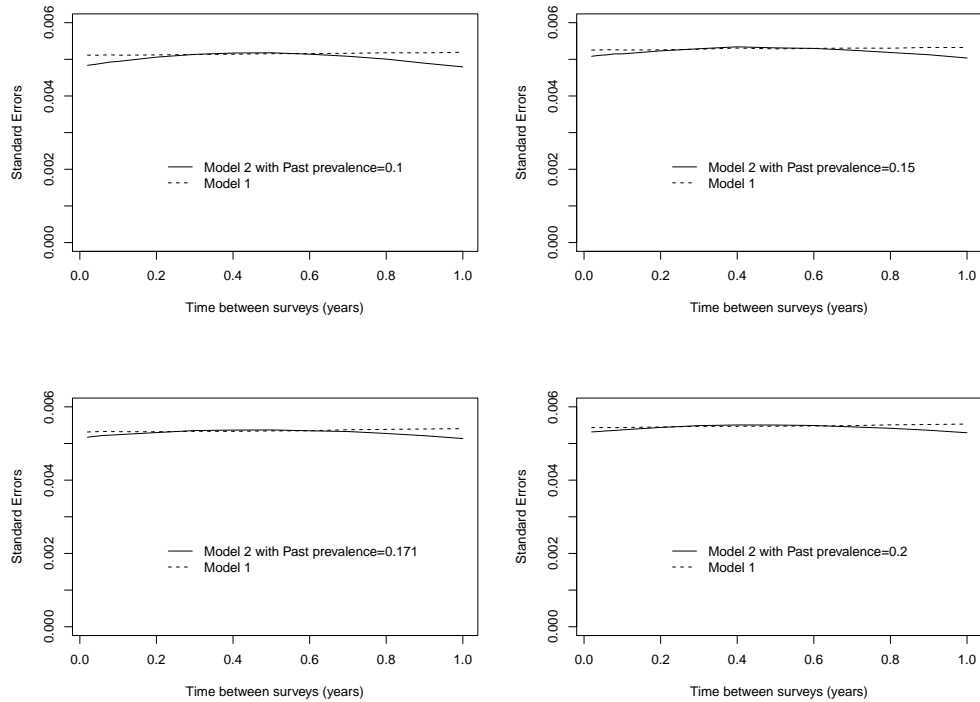 Standard Errors
0.006
0.004
0.002
0.000
Model 2 with Past prevalence=0.1
Model 1
0.0 0.2 0.4 0.6 0.8 1.0
Time between surveys (years)
Standard Errors
0.006
0.004
0.002
0.000
Model 2 with Past prevalence=0.15
Model 1
0.0 0.2 0.4 0.6 0.8 1.0
Time between surveys (years)
Standard Errors
0.006
0.004
0.002
0.000
Model 2 with Past prevalence=0.171
Model 1
0.0 0.2 0.4 0.6 0.8 1.0
Time between surveys (years)
Standard Errors
0.006
0.004
0.002
0.000
Model 2 with Past prevalence=0.2
Model 1
0.0 0.2 0.4 0.6 0.8 1.0
Time between surveys (years)